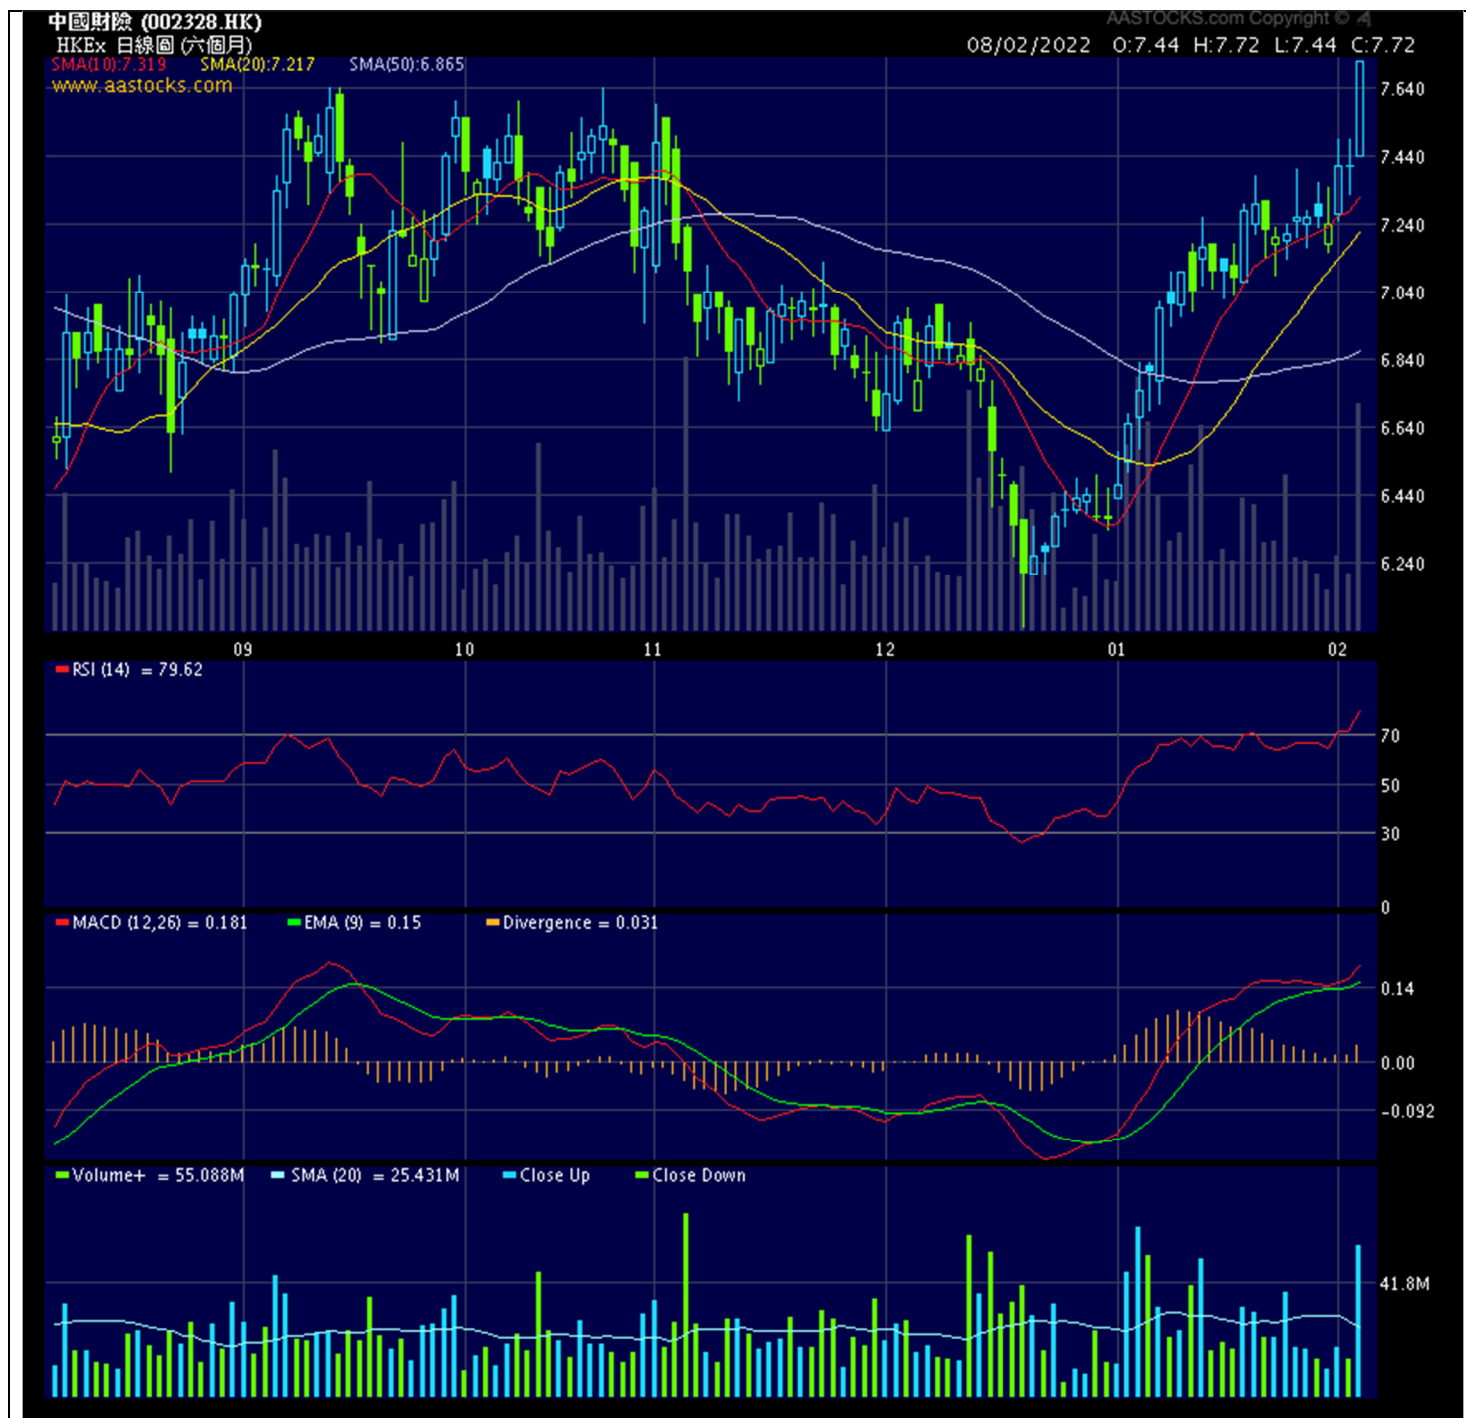 中國財險 (002328.HK)
AASTOCKS.com Copyright ©
HKEx 日線圖 (六個月)
08/02/2022 O:7.44 H:7.72 L:7.44 C:7.72
SMA(10):7.319 SMA(20):7.217 SMA(50):6.865
www.aastocks.com
7.640
7.440
7.240
7.040
6.840
6.640
6.440
6.240
09 10 11 12 01 02
RSI (14) = 79.62
70
50
30
0
MACD (12,26) = 0.181 EMA (9) = 0.15 Divergence = 0.031
0.14
0.00
-0.092
Volume+ = 55.088M SMA (20) = 25.431M Close Up Close Down
41.8M